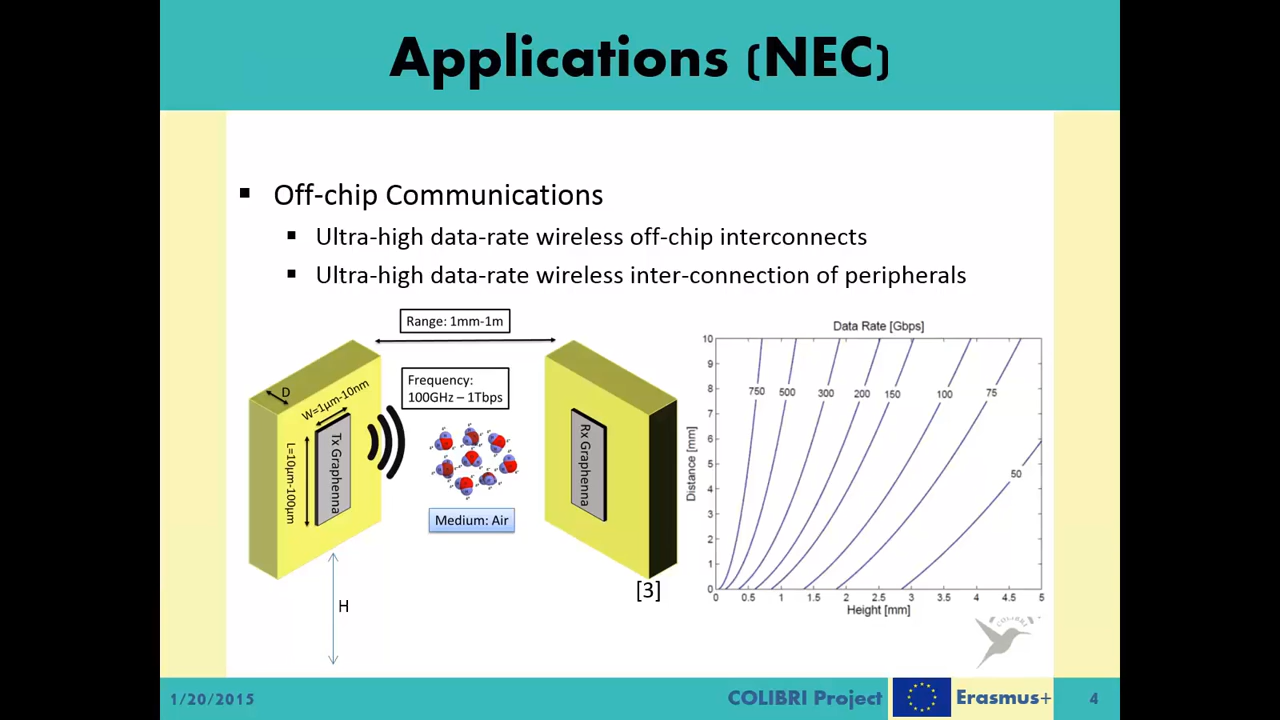 Applications (NEC)
▪ Off-chip Communications
▪ Ultra-high data-rate wireless off-chip interconnects
▪ Ultra-high data-rate wireless inter-connection of peripherals
Range: 1mm-1m
Frequency:
100GHz – 1Tbps
D
W=1µm-10nm
L=10µm-100µm
Tx Graphenna
Rx Graphenna
Medium: Air
H
[3]
Data Rate [Gbps]
10
9
8
7
6
5
4
3
2
1
0
Distance [mm]
750
500
300
200
150
100
75
50
0 0.5 1 1.5 2 2.5 3 3.5 4 4.5 5
Height [mm]
COLIBRI
1/20/2015
COLIBRI Project
Erasmus+
4